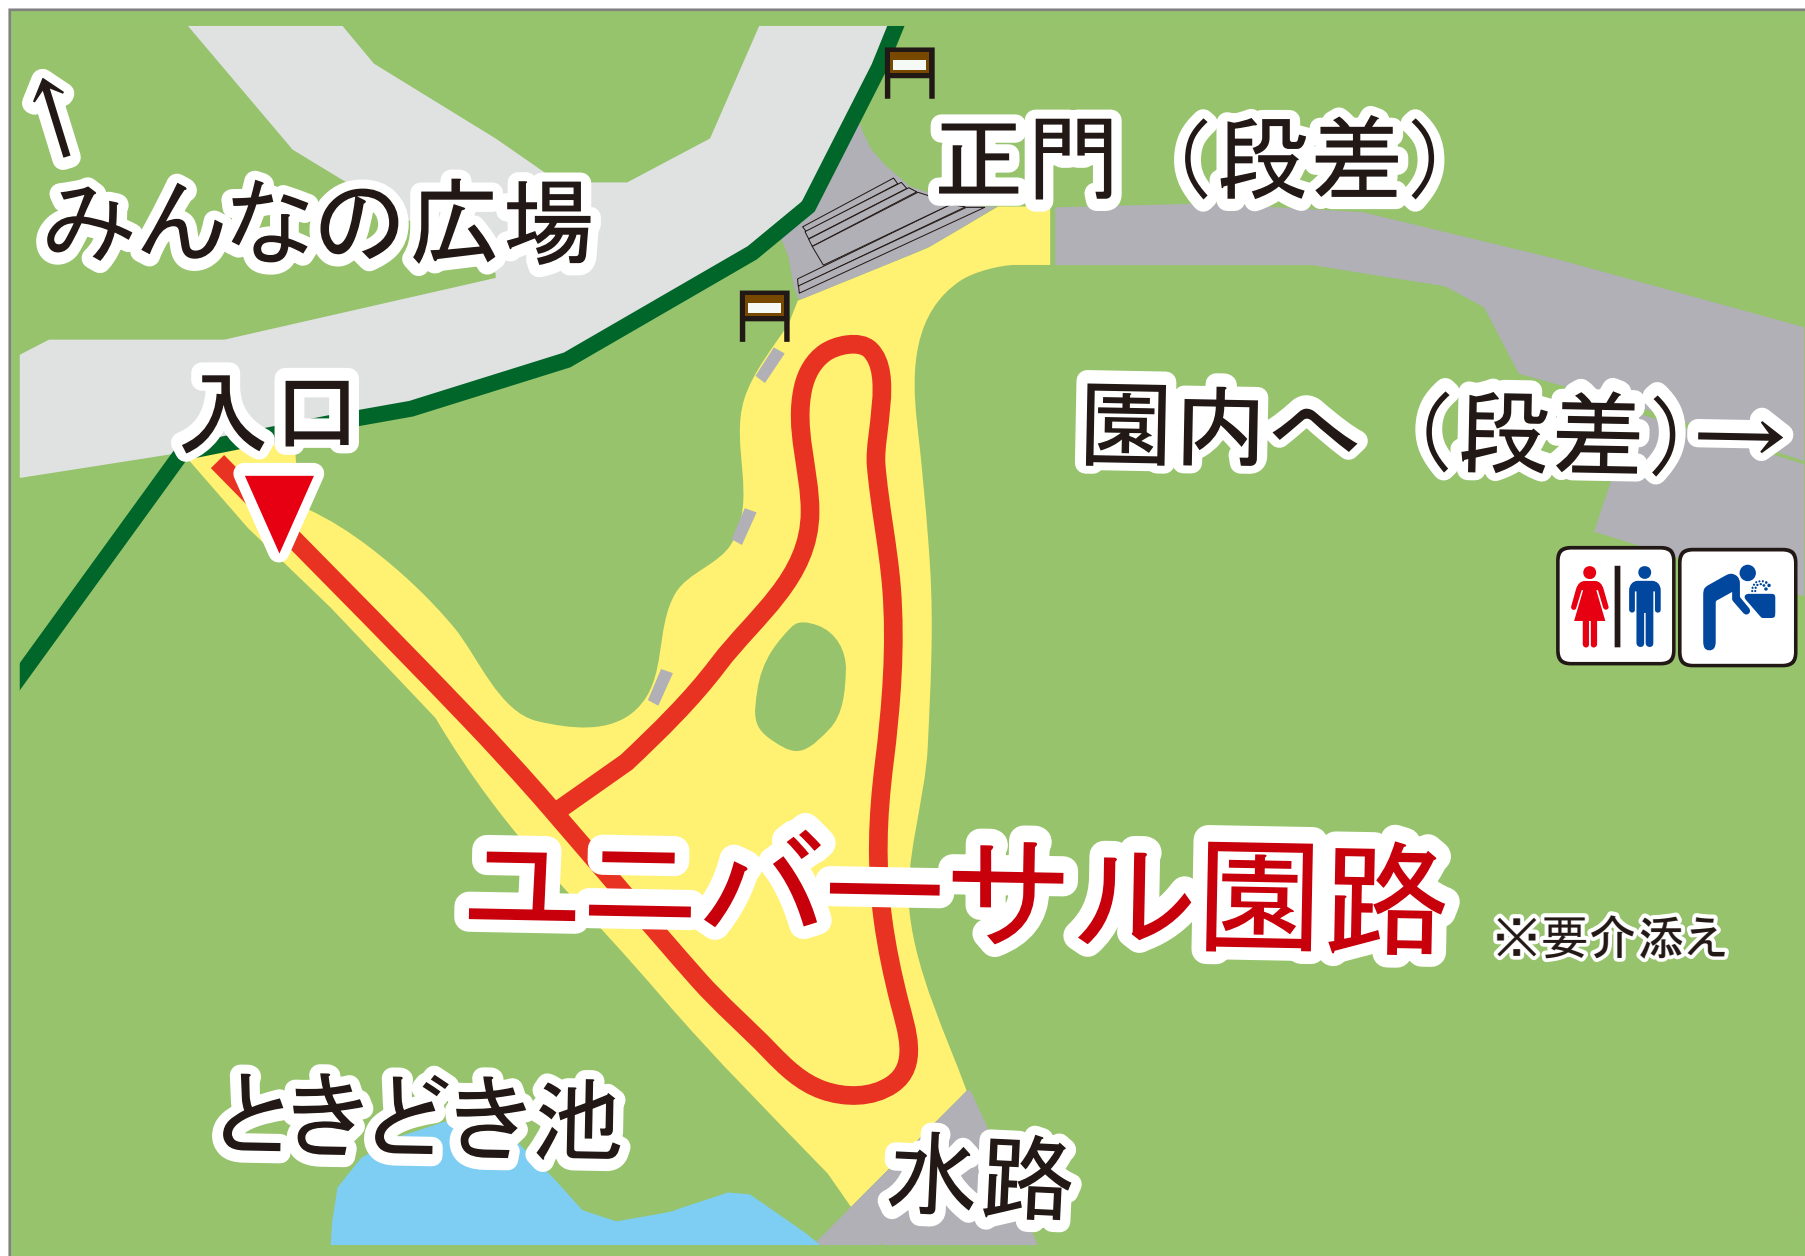 正門（段差）
↑
みんなの広場
入口
園内へ（段差）→
ユニバーサル園路
※要介添え
ときどき池
水路